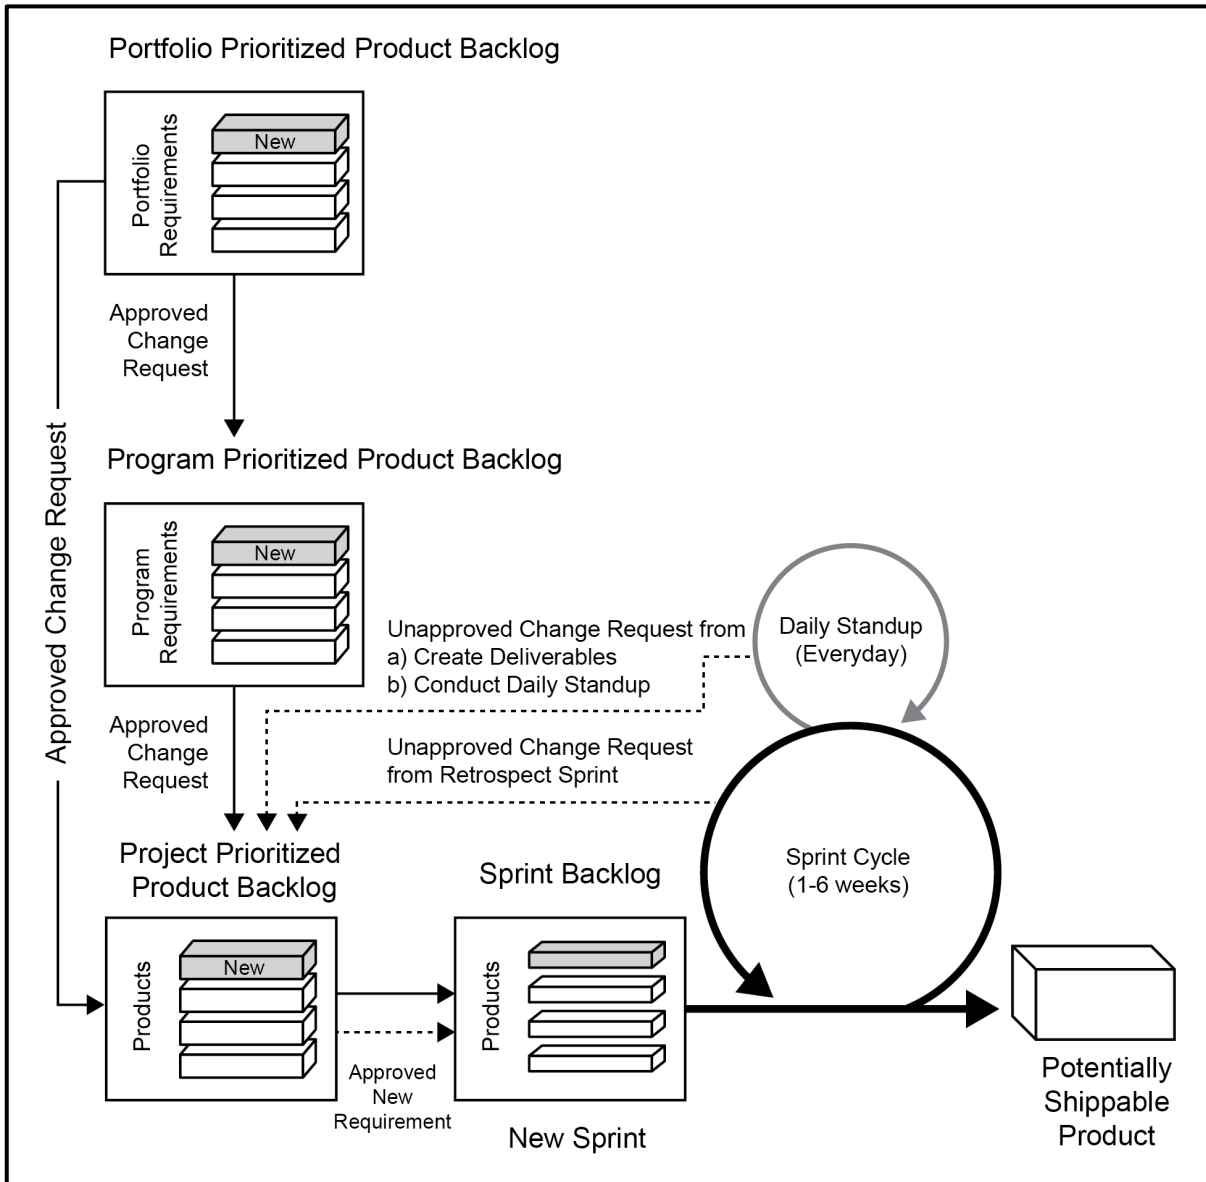 Portfolio Prioritized Product Backlog
Portfolio
Requirements
New
Approved
Change
Request
Approved Change Request
Program Prioritized Product Backlog
Program
Requirements
New
Approved
Change
Request
Unapproved Change Request from
a) Create Deliverables
b) Conduct Daily Standup
Daily Standup
(Everyday)
Unapproved Change Request
from Retrospect Sprint
Sprint Cycle
(1-6 weeks)
Project Prioritized
Product Backlog
Products
New
Approved
New
Requirement
Sprint Backlog
Products
New Sprint
Potentially
Shippable
Product